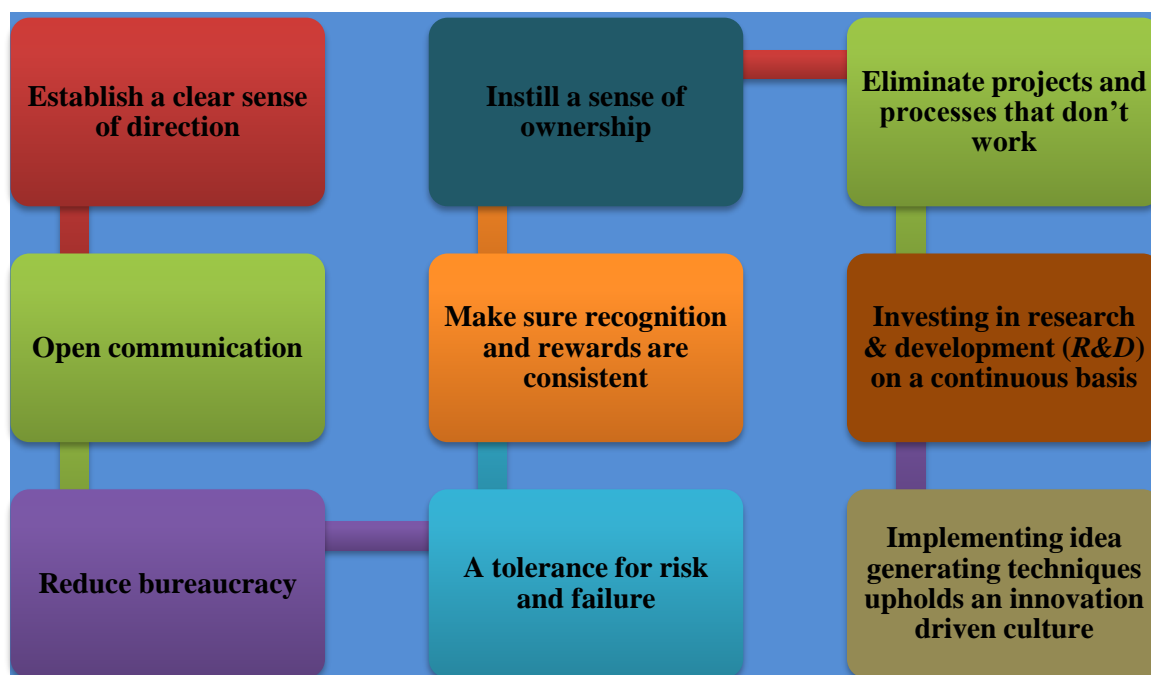 Establish a clear sense
of direction
Open communication
Reduce bureaucracy
A tolerance for risk
and failure
Make sure recognition
and rewards are
consistent
Instill a sense of
ownership
Eliminate projects and
processes that don’t
work
Investing in research
& development (R&D)
on a continuous basis
Implementing idea
generating techniques
upholds an innovation
driven culture